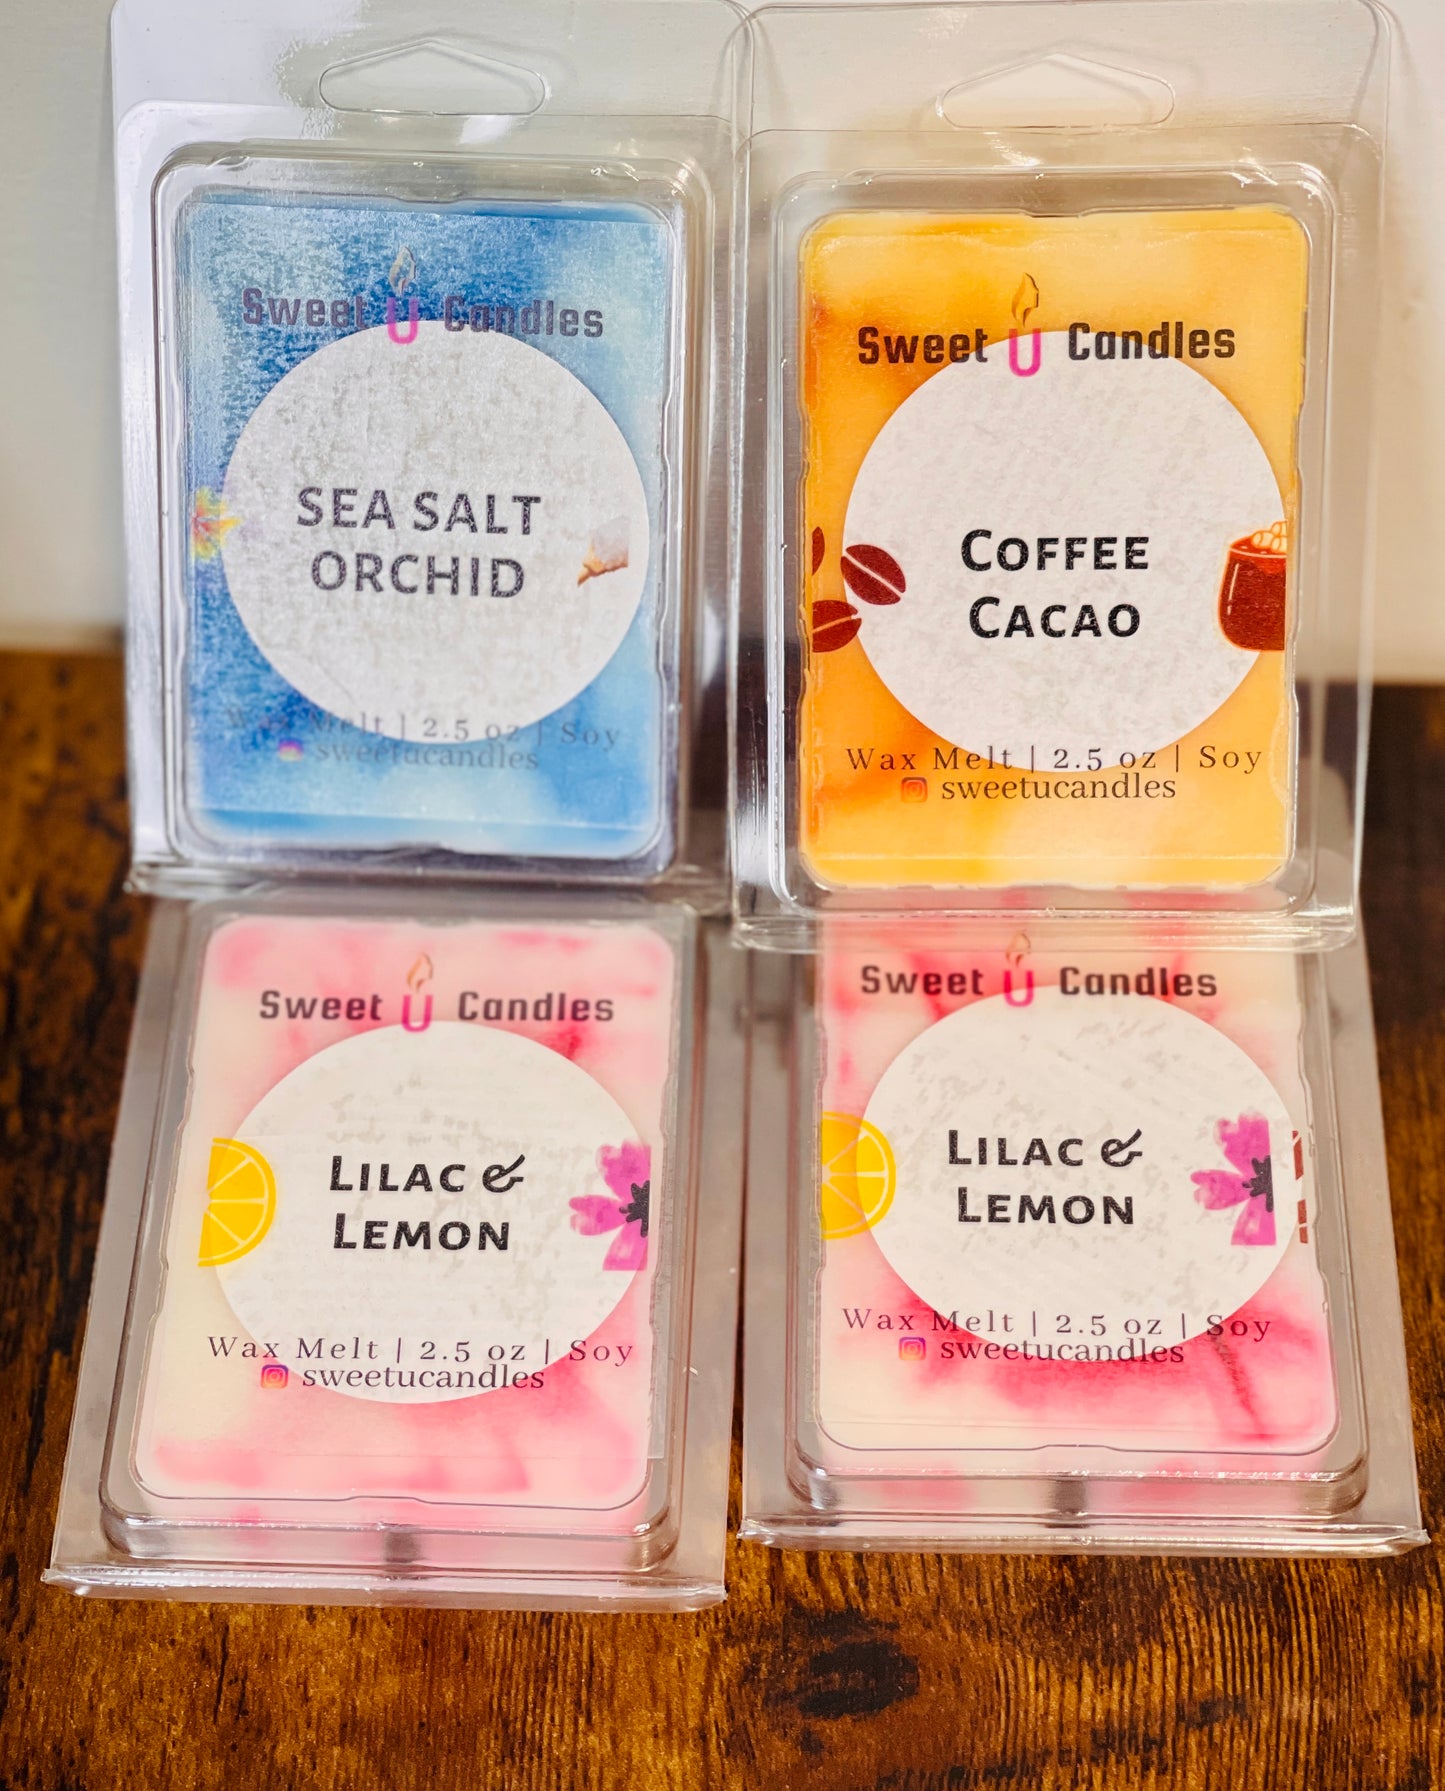 Sweet U Candles
SEA SALT
ORCHID
Wax Melt | 2.5 oz | Soy
sweetucandles
Sweet U Candles
COFFEE
CACAO
Wax Melt | 2.5 oz | Soy
sweetucandles
Sweet U Candles
LILAC &
LEMON
Wax Melt | 2.5 oz | Soy
sweetucandles
Sweet U Candles
LILAC &
LEMON
Wax Melt | 2.5 oz | Soy
sweetucandles